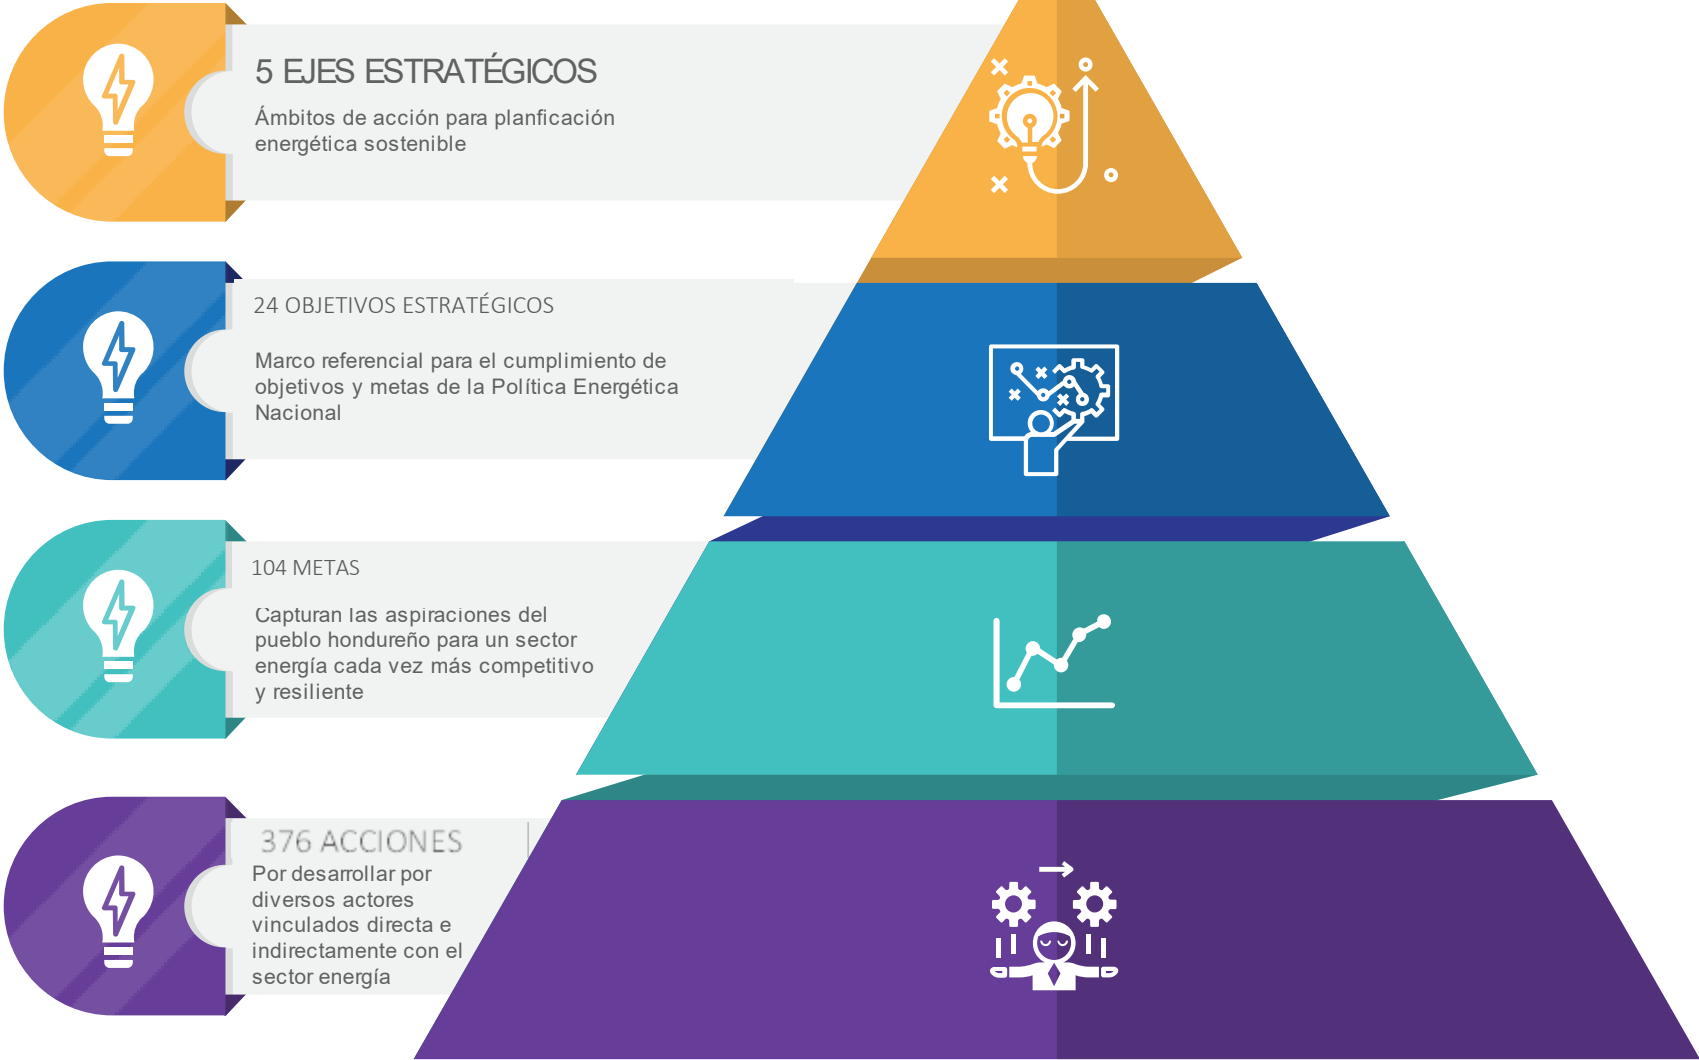 5 EJES ESTRATÉGICOS
Ámbitos de acción para planficación
energética sostenible
24 OBJETIVOS ESTRATÉGICOS
Marco referencial para el cumplimiento de
objetivos y metas de la Política Energética
Nacional
104 METAS
Capturan las aspiraciones del
pueblo hondureño para un sector
energía cada vez más competitivo
y resiliente
376 ACCIONES
Por desarrollar por
diversos actores
vinculados directa e
indirectamente con el
sector energía